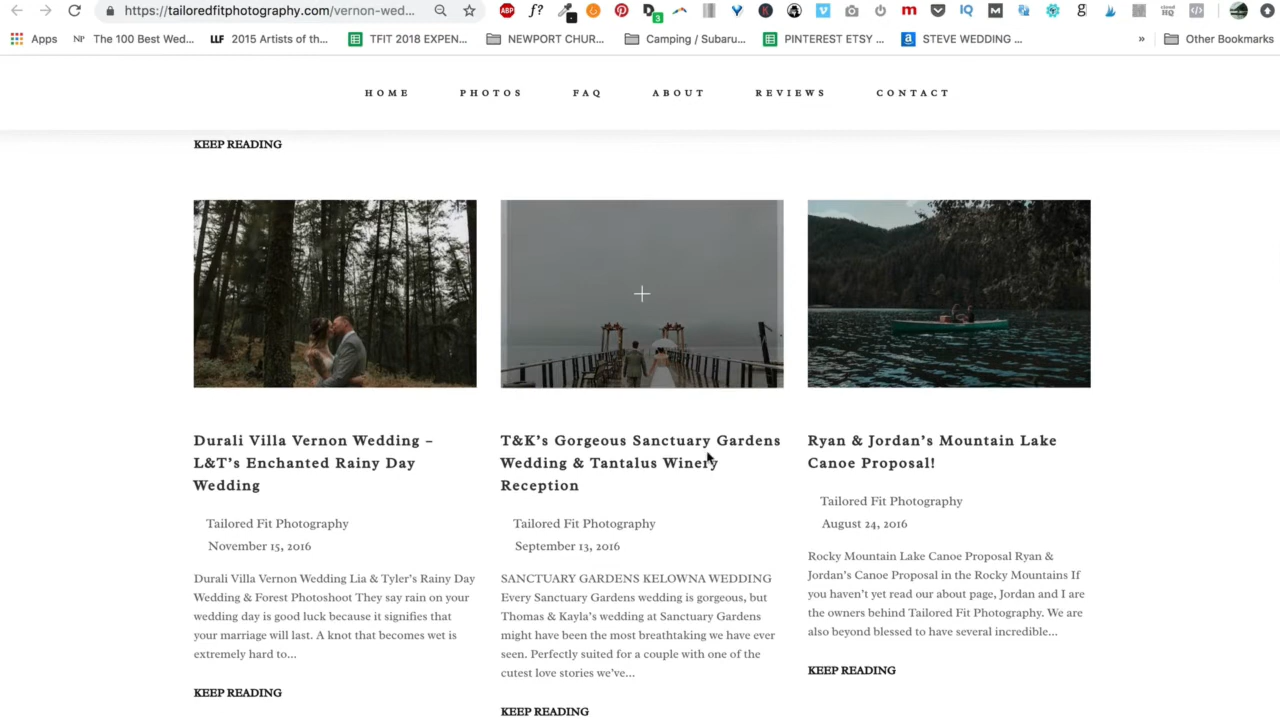 https://tailoredfitphotography.com/vernon-wed...
ABP
f?
3
m
IQ
M
g
cloud HQ
Apps
NP The 100 Best Wed...
LLF 2015 Artists of th...
TFIT 2018 EXPEN...
NEWPORT CHUR...
Camping / Subaru...
PINTEREST ETSY ...
a STEVE WEDDING ...
»
Other Bookmarks
HOME
PHOTOS
FAQ
ABOUT
REVIEWS
CONTACT
KEEP READING
Durali Villa Vernon Wedding –
L&T's Enchanted Rainy Day
Wedding
Tailored Fit Photography
November 15, 2016
Durali Villa Vernon Wedding Lia & Tyler's Rainy Day
Wedding & Forest Photoshoot They say rain on your
wedding day is good luck because it signifies that
your marriage will last. A knot that becomes wet is
extremely hard to...
KEEP READING
T&K's Gorgeous Sanctuary Gardens
Wedding & Tantalus Winery
Reception
Tailored Fit Photography
September 13, 2016
SANCTUARY GARDENS KELOWNA WEDDING
Every Sanctuary Gardens wedding is gorgeous, but
Thomas & Kayla's wedding at Sanctuary Gardens
might have been the most breathtaking we have ever
seen. Perfectly suited for a couple with one of the
cutest love stories we've...
KEEP READING
Ryan & Jordan's Mountain Lake
Canoe Proposal!
Tailored Fit Photography
August 24, 2016
Rocky Mountain Lake Canoe Proposal Ryan &
Jordan's Canoe Proposal in the Rocky Mountains If
you haven't yet read our about page, Jordan and I are
the owners behind Tailored Fit Photography. We are
also beyond blessed to have several incredible...
KEEP READING